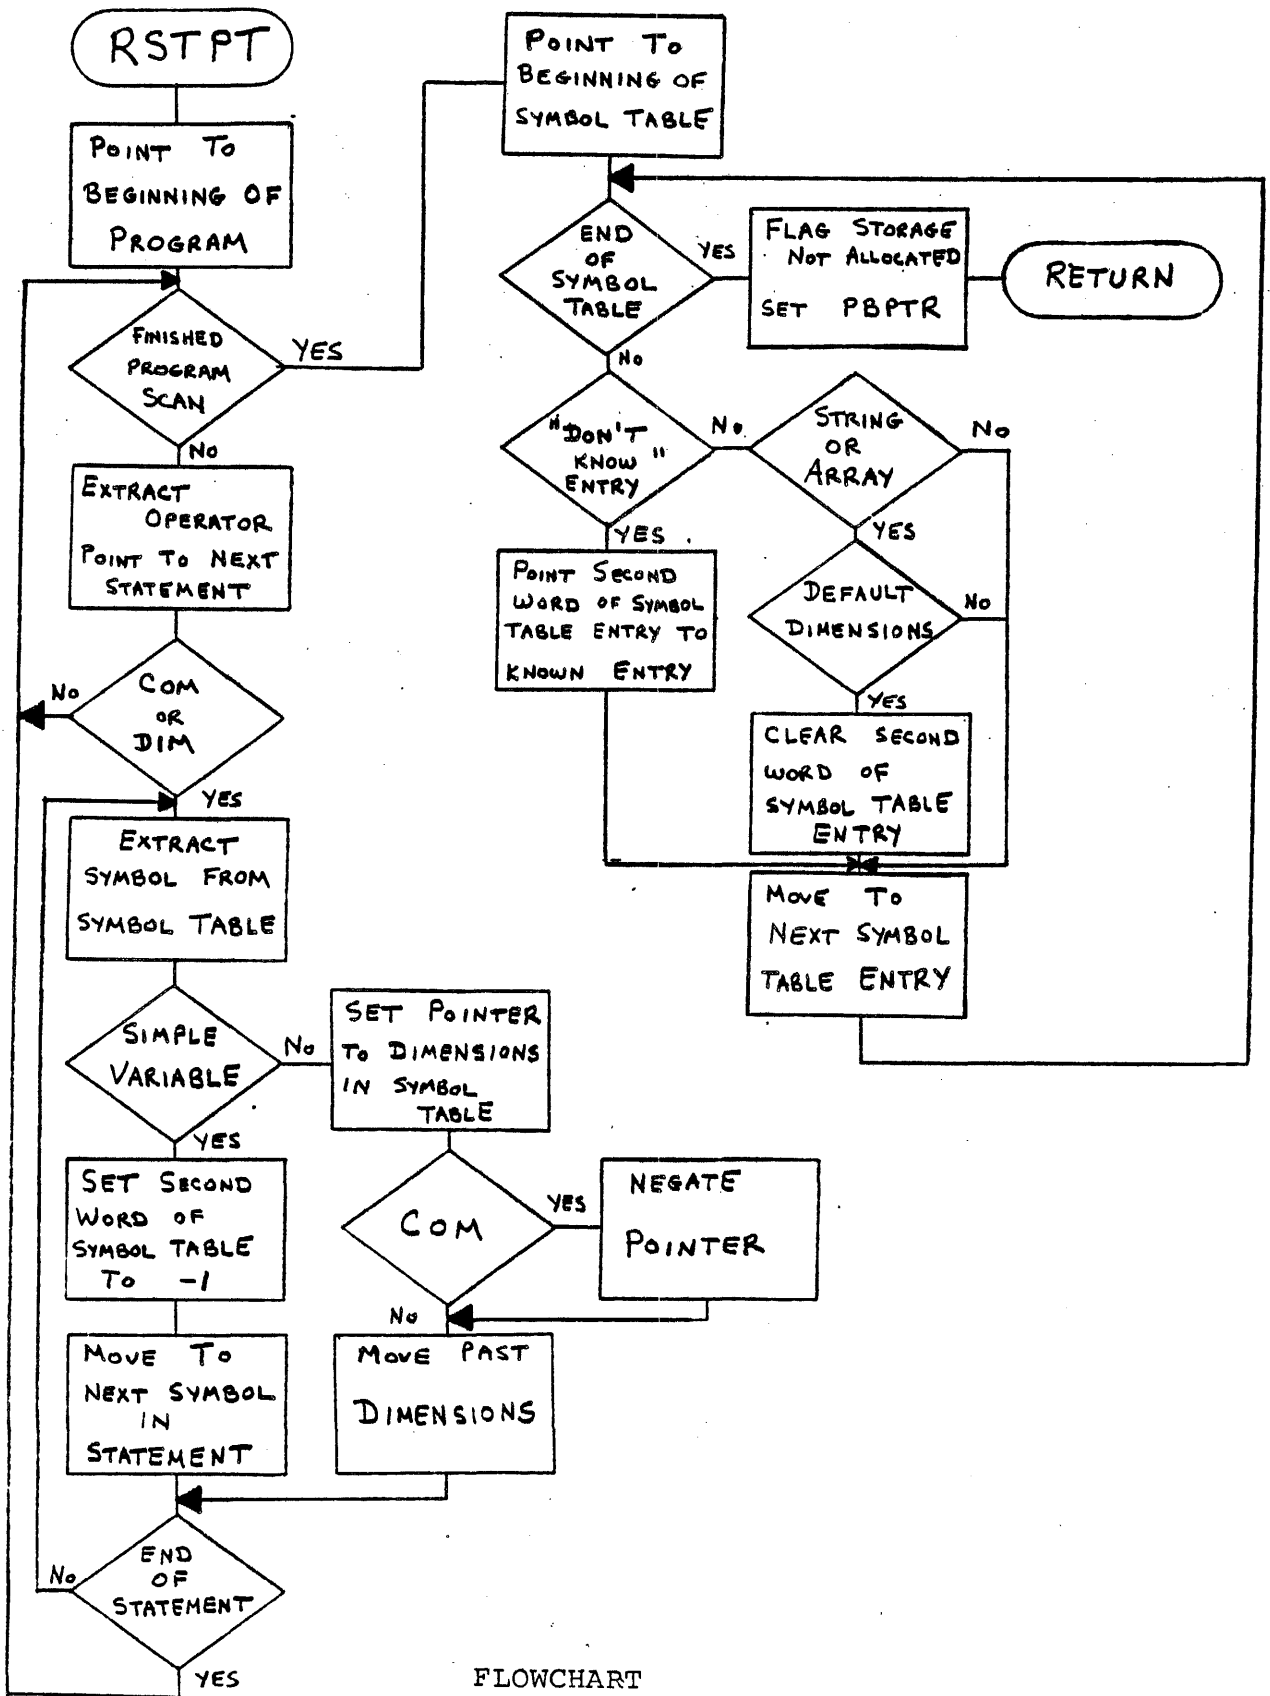 RSTPT
POINT TO
BEGINNING OF
PROGRAM
FINISHED
PROGRAM
SCAN
YES
NO
EXTRACT
OPERATOR
POINT TO NEXT
STATEMENT
COM
OR
DIM
NO
YES
EXTRACT
SYMBOL FROM
SYMBOL TABLE
SIMPLE
VARIABLE
NO
YES
SET SECOND
WORD OF
SYMBOL TABLE
TO -1
MOVE TO
NEXT SYMBOL
IN
STATEMENT
END
OF
STATEMENT
NO
YES
SET POINTER
TO DIMENSIONS
IN SYMBOL
TABLE
COM
YES
NO
NEGATE
POINTER
MOVE PAST
DIMENSIONS
POINT TO
BEGINNING OF
SYMBOL TABLE
END
OF
SYMBOL
TABLE
YES
NO
FLAG STORAGE
NOT ALLOCATED
SET PBPTR
RETURN
"DON'T
KNOW"
ENTRY
NO
YES
POINT SECOND
WORD OF SYMBOL
TABLE ENTRY TO
KNOWN ENTRY
STRING
OR
ARRAY
NO
YES
DEFAULT
DIMENSIONS
NO
YES
CLEAR SECOND
WORD OF
SYMBOL TABLE
ENTRY
MOVE TO
NEXT SYMBOL
TABLE ENTRY
FLOWCHART